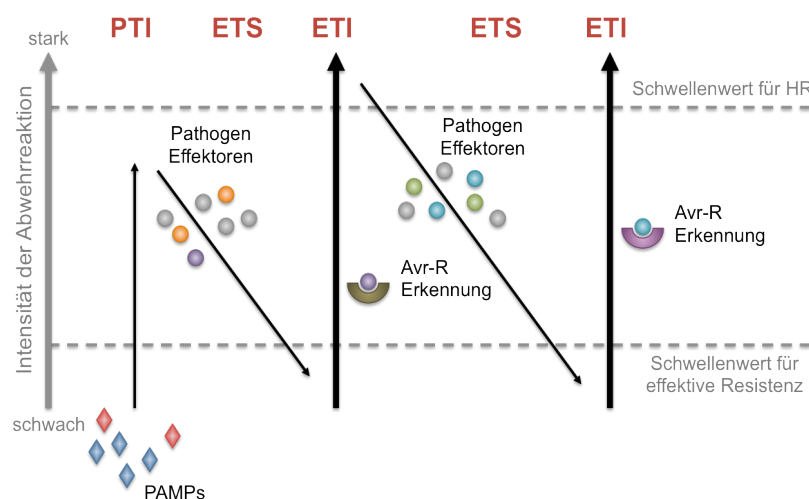 PTI ETS ETI ETS ETI
stark
Schwellenwert für HR
Pathogen
Effektoren
Pathogen
Effektoren
Intensität der Abwehrreaktion
Avr-R
Erkennung
Avr-R
Erkennung
Schwellenwert für
effektive Resistenz
schwach
PAMPs